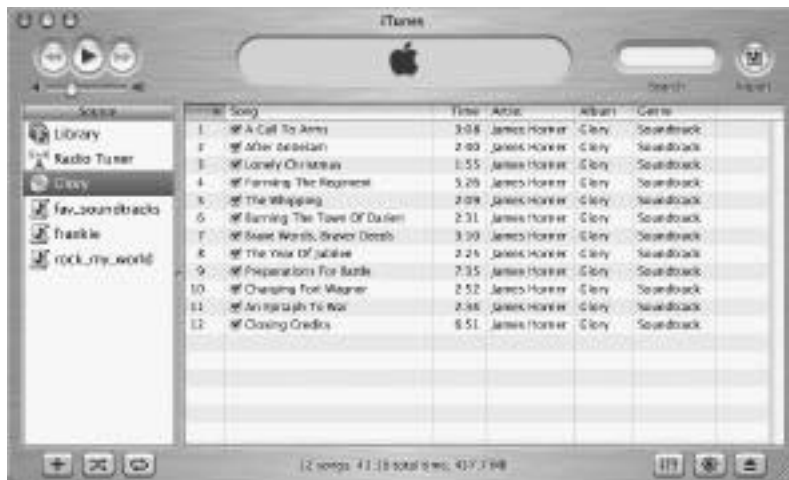 iTunes
Search
Import
Source
Song Time Artist Album Genre
Library
Radio Tuner
Glory
fav_soundtracks
frankie
rock_my_world
1 A Call To Arms 3:08 James Horner Glory Soundtrack
2 After Antietam James Horner Glory Soundtrack
3 Lonely Christmas 1:55 James Horner Glory Soundtrack
4 Forming The Regiment 5:26 James Horner Glory Soundtrack
5 The Whipping 2:09 James Horner Glory Soundtrack
6 Burning The Town Of Darien 2:31 James Horner Glory Soundtrack
7 Brave Words, Braver Deeds 3:10 James Horner Glory Soundtrack
8 The Year Of Jubilee James Horner Glory Soundtrack
9 Preparations For Battle 7:35 James Horner Glory Soundtrack
10 Charging Fort Wagner 2:52 James Horner Glory Soundtrack
11 An Epitaph To War James Horner Glory Soundtrack
12 Closing Credits 6:51 James Horner Glory Soundtrack
12 songs, total time, MB